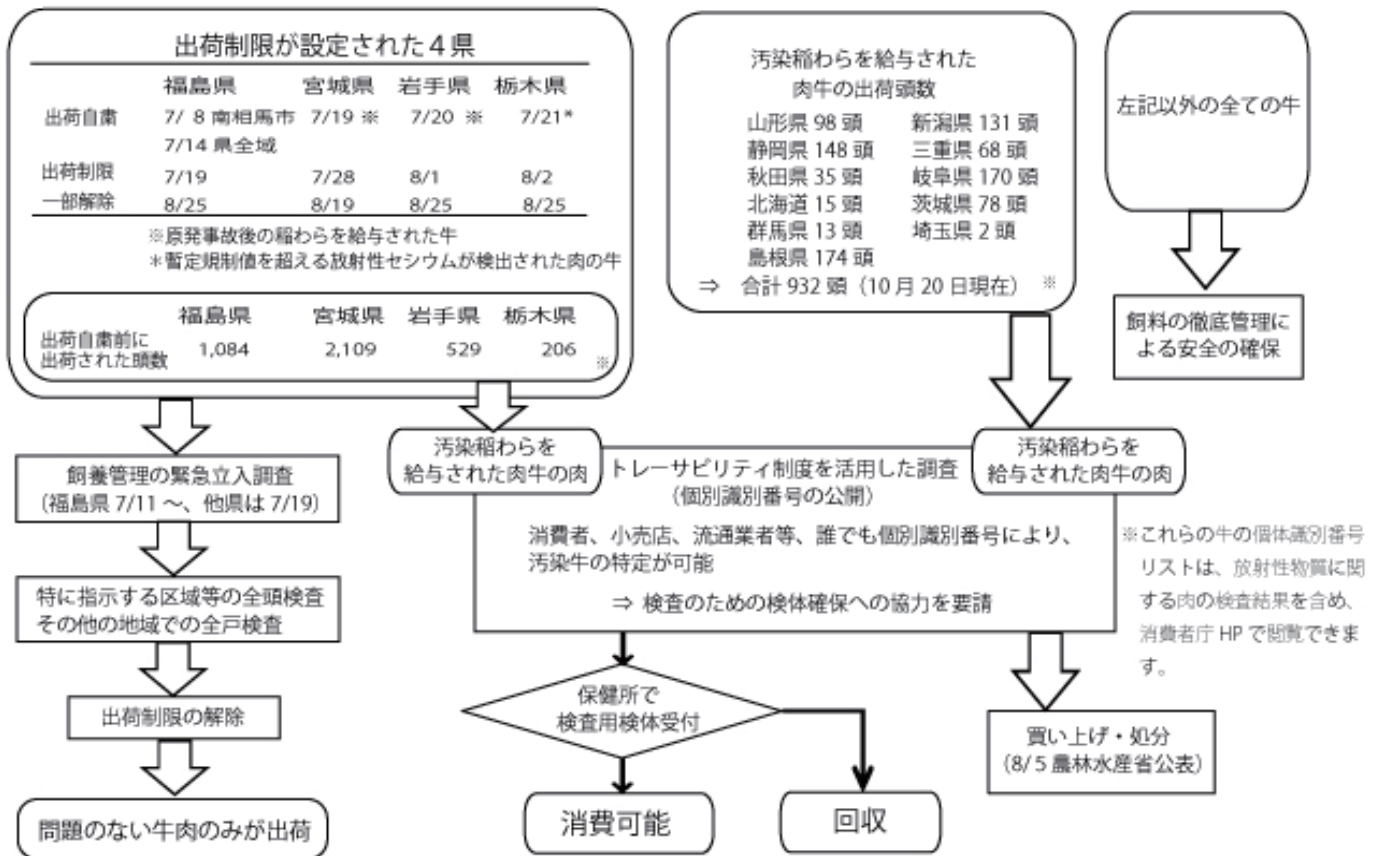 出荷制限が設定された4県
福島県 宮城県 岩手県 栃木県
出荷自粛 7/ 8 南相馬市 7/19 ※ 7/20 ※ 7/21*
7/14 県全域
出荷制限 7/19 7/28 8/1 8/2
一部解除 8/25 8/19 8/25 8/25
※原発事故後の稲わらを給与された牛
*暫定規制値を超える放射性セシウムが検出された肉の牛
福島県 宮城県 岩手県 栃木県
出荷自粛前に
出荷された頭数 1,084 2,109 529 206 ※
汚染稲わらを給与された
肉牛の出荷頭数
山形県 98 頭 新潟県 131 頭
静岡県 148 頭 三重県 68 頭
秋田県 35 頭 岐阜県 170 頭
北海道 15 頭 茨城県 78 頭
群馬県 13 頭 埼玉県 2 頭
島根県 174 頭
⇒ 合計 932 頭（10 月 20 日現在） ※
左記以外の全ての牛
飼料の徹底管理に
よる安全の確保
飼養管理の緊急立入調査
（福島県 7/11 ～、他県は 7/19）
特に指示する区域等の全頭検査
その他の地域での全戸検査
出荷制限の解除
問題のない牛肉のみが出荷
汚染稲わらを
給与された肉牛の肉
トレーサビリティ制度を活用した調査
（個別識別番号の公開）
汚染稲わらを
給与された肉牛の肉
消費者、小売店、流通業者等、誰でも個別識別番号により、
汚染牛の特定が可能
⇒ 検査のための検体確保への協力を要請
※これらの牛の個体識別番号
リストは、放射性物質に関
する肉の検査結果を含め、
消費者庁 HP で閲覧できま
す。
保健所で
検査用検体受付
消費可能
回収
買い上げ・処分
（8/ 5 農林水産省公表）